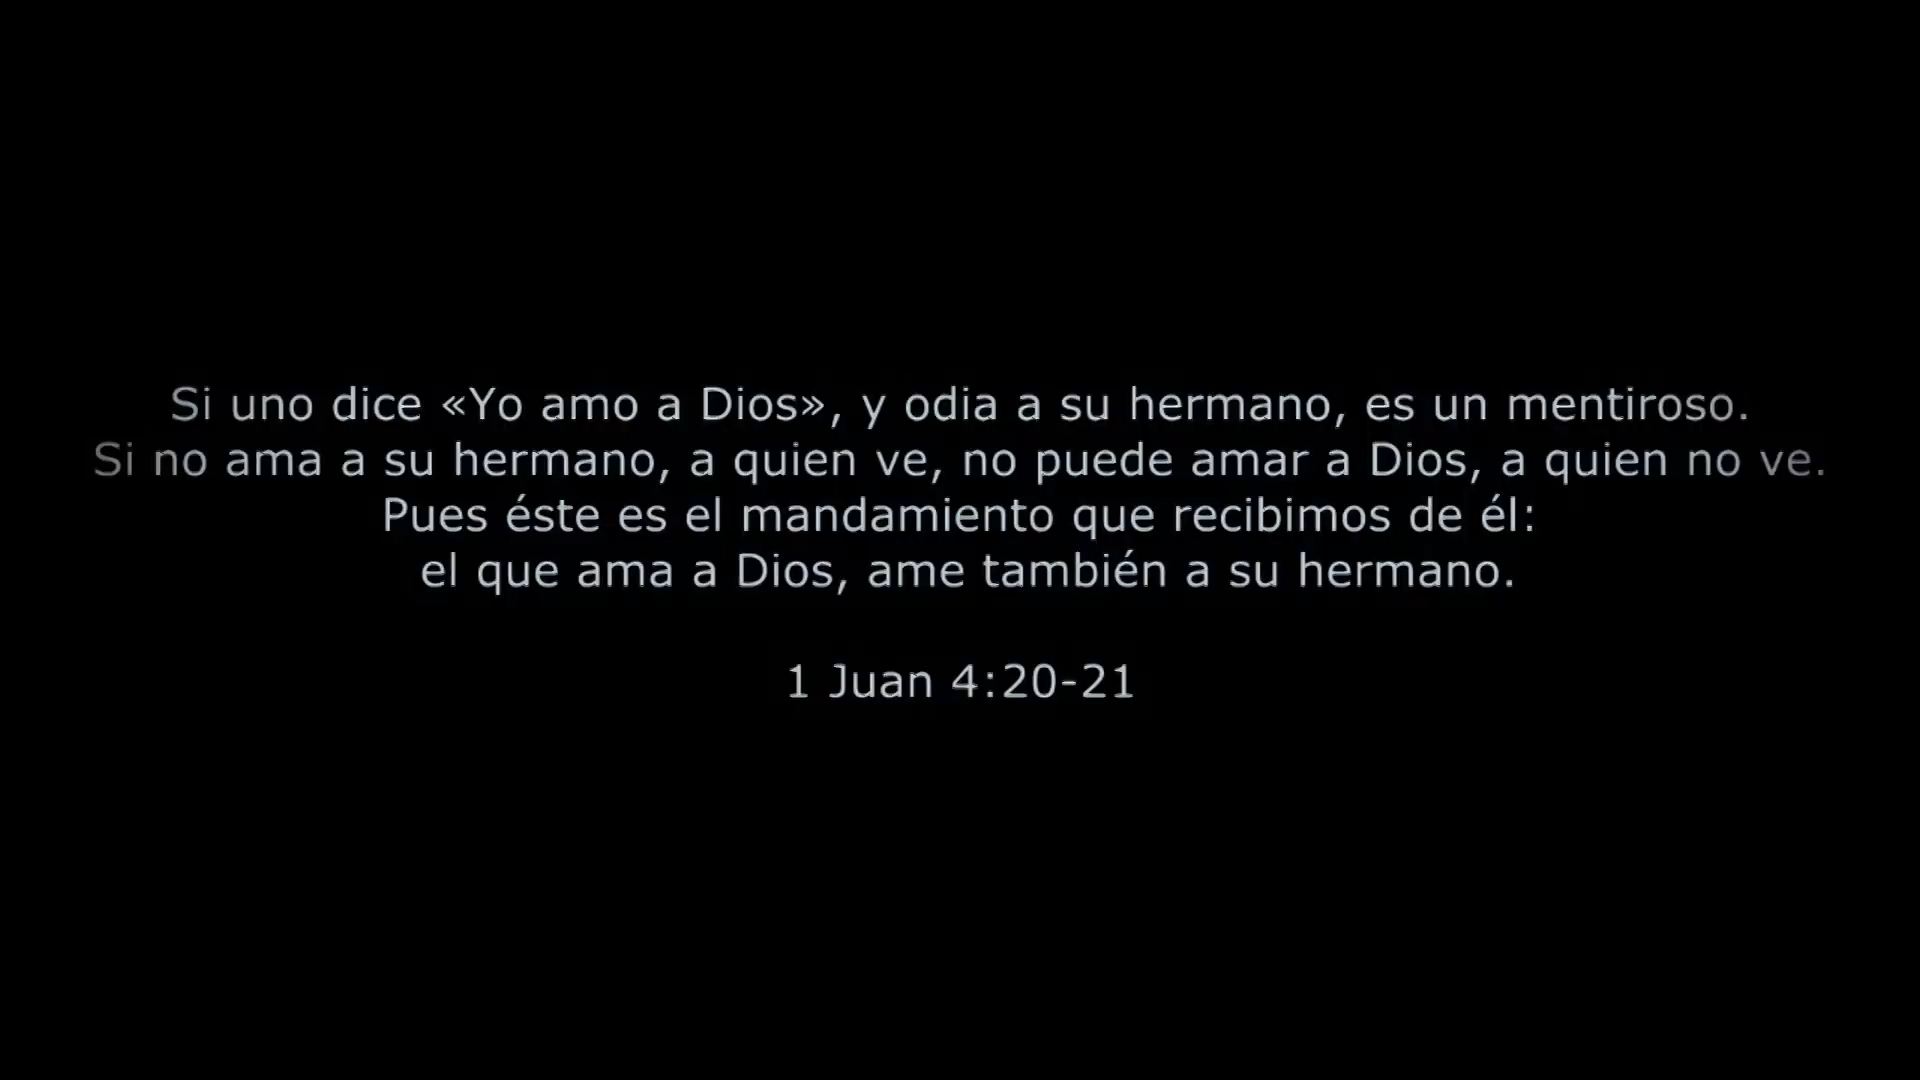 Si uno dice «Yo amo a Dios», y odia a su hermano, es un mentiroso.
Si no ama a su hermano, a quien ve, no puede amar a Dios, a quien no ve.
Pues éste es el mandamiento que recibimos de él:
el que ama a Dios, ame también a su hermano.
1 Juan 4:20-21